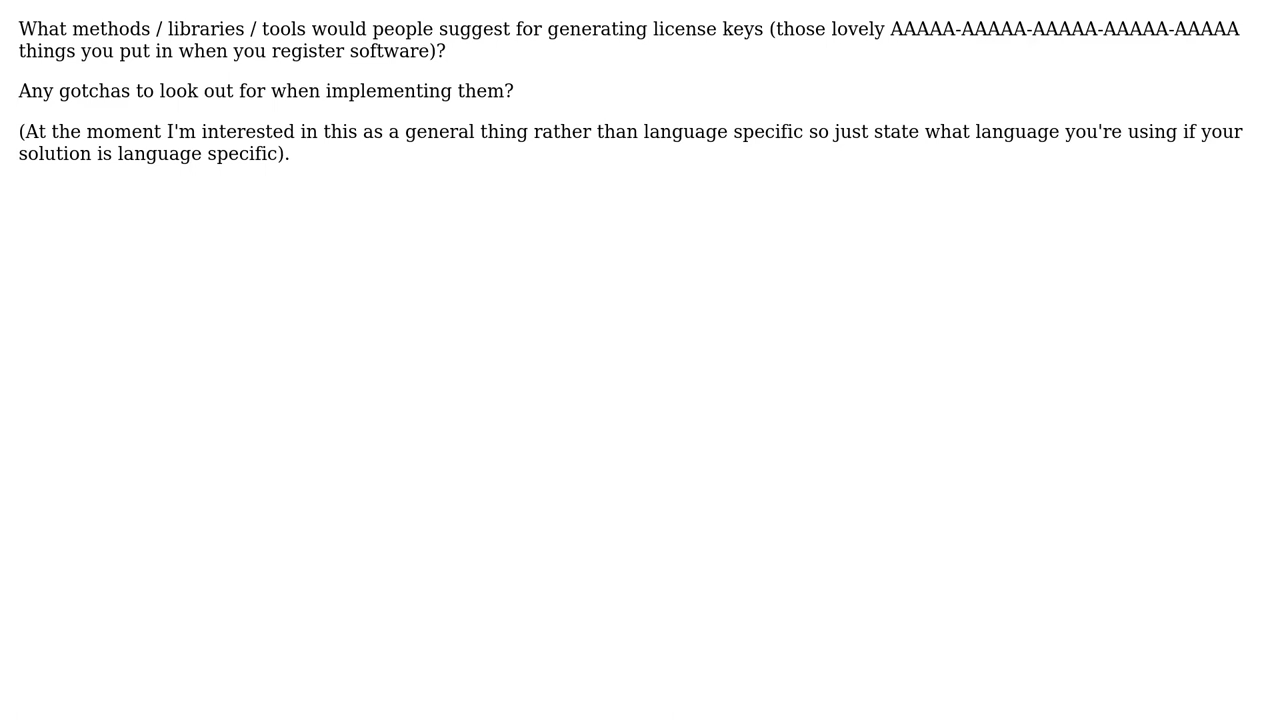 What methods / libraries / tools would people suggest for generating license keys (those lovely AAAAA-AAAAA-AAAAA-AAAAA-AAAAA
things you put in when you register software)?
Any gotchas to look out for when implementing them?
(At the moment I'm interested in this as a general thing rather than language specific so just state what language you're using if your
solution is language specific).